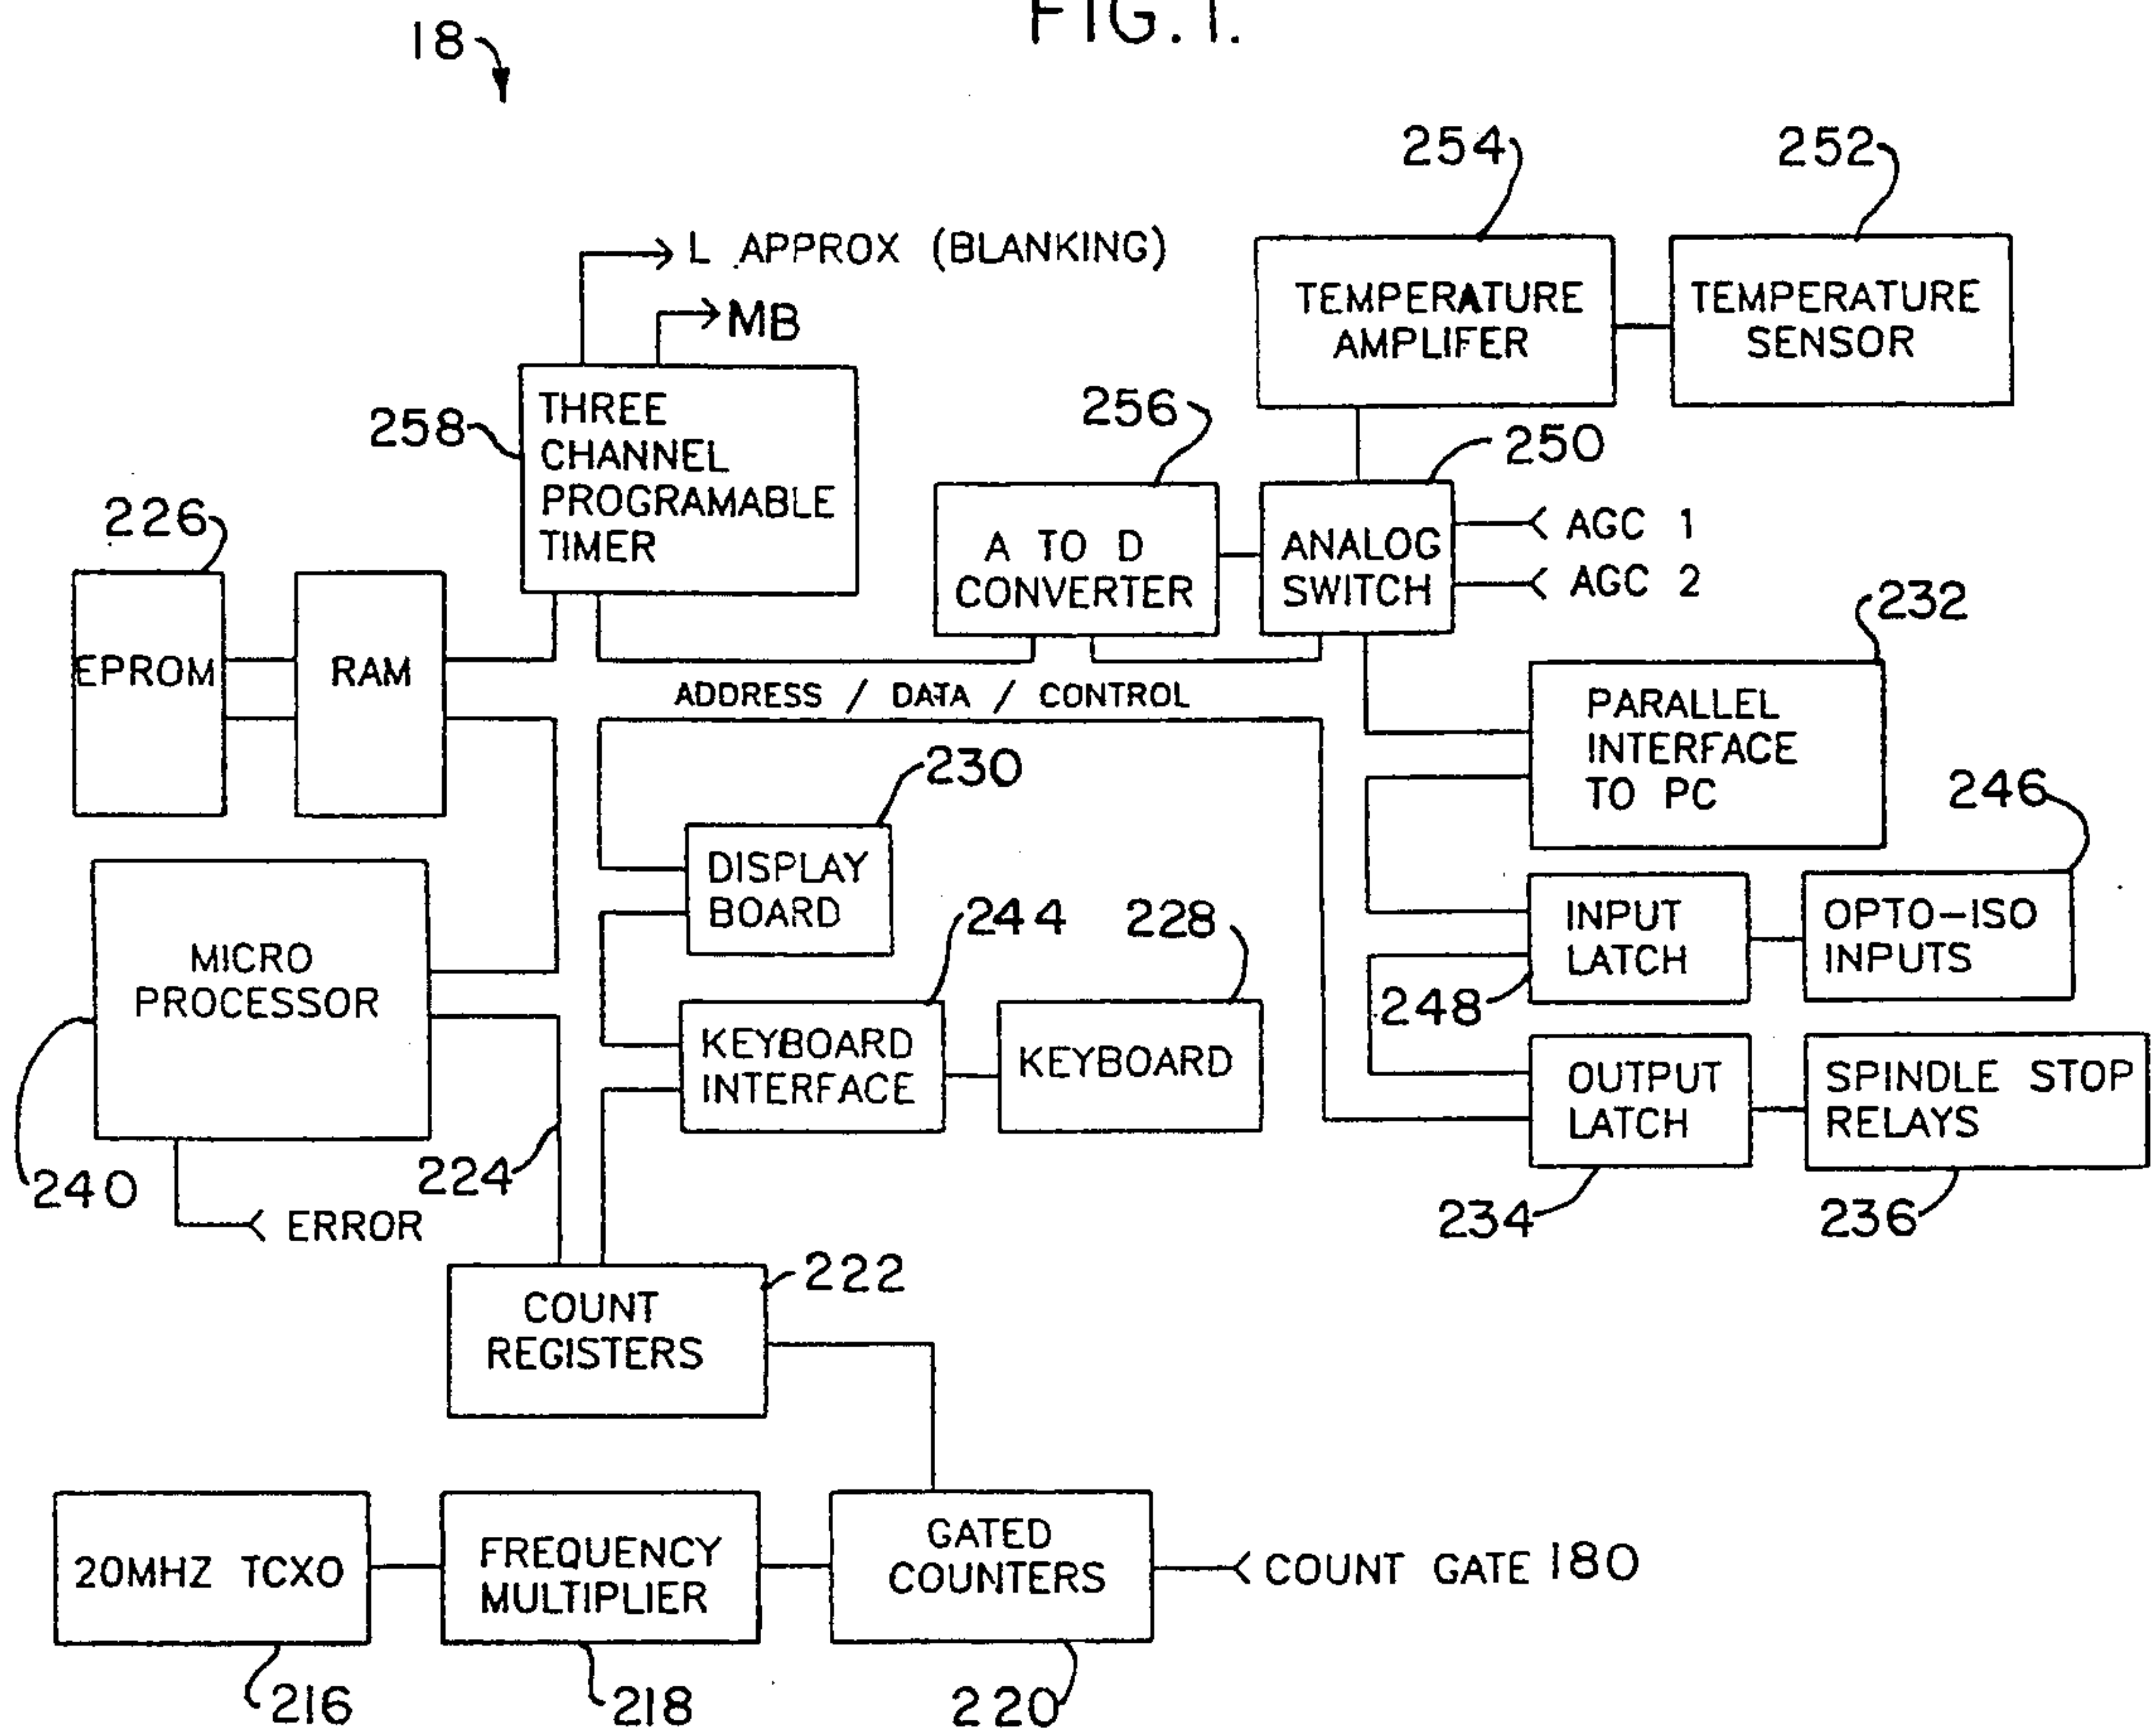 FIG. 1.
18
254
252
L APPROX (BLANKING)
MB
TEMPERATURE
AMPLIFER
TEMPERATURE
SENSOR
258
THREE
CHANNEL
PROGRAMABLE
TIMER
256
250
226
A TO D
CONVERTER
ANALOG
SWITCH
AGC 1
AGC 2
232
EPROM
RAM
ADDRESS / DATA / CONTROL
PARALLEL
INTERFACE
TO PC
230
246
DISPLAY
BOARD
INPUT
LATCH
OPTO-ISO
INPUTS
244
228
MICRO
PROCESSOR
248
KEYBOARD
INTERFACE
KEYBOARD
OUTPUT
LATCH
SPINDLE STOP
RELAYS
240
224
234
236
ERROR
222
COUNT
REGISTERS
20MHZ TCXO
FREQUENCY
MULTIPLIER
GATED
COUNTERS
COUNT GATE 180
216
218
220